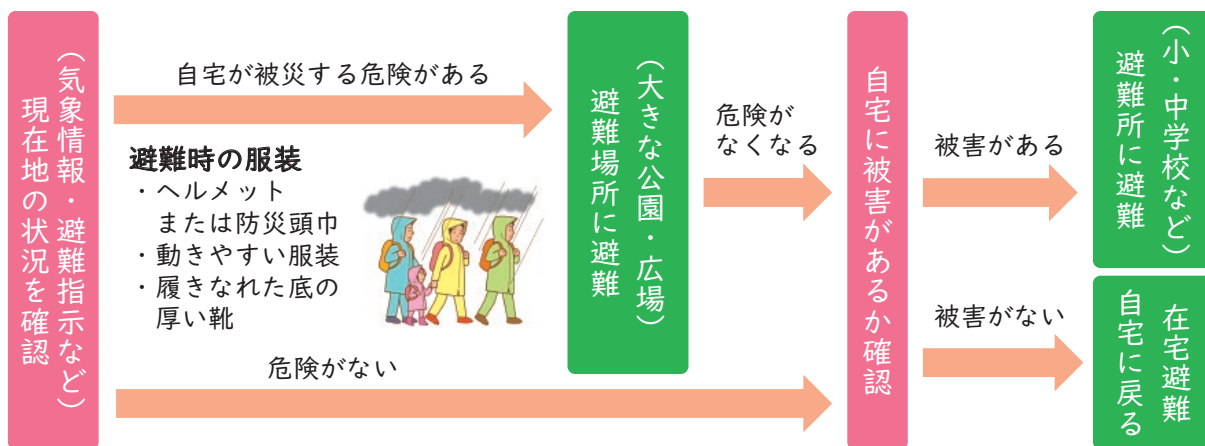 現在地の状況を確認
（気象情報・避難指示など）
自宅が被災する危険がある
避難時の服装
・ヘルメット
または防災頭巾
・動きやすい服装
・履きなれた底の
厚い靴
危険がない
避難場所に避難
（大きな公園・広場）
危険が
なくなる
自宅に被害があるか確認
被害がある
避難所に避難
（小・中学校など）
被害がない
在宅避難
自宅に戻る